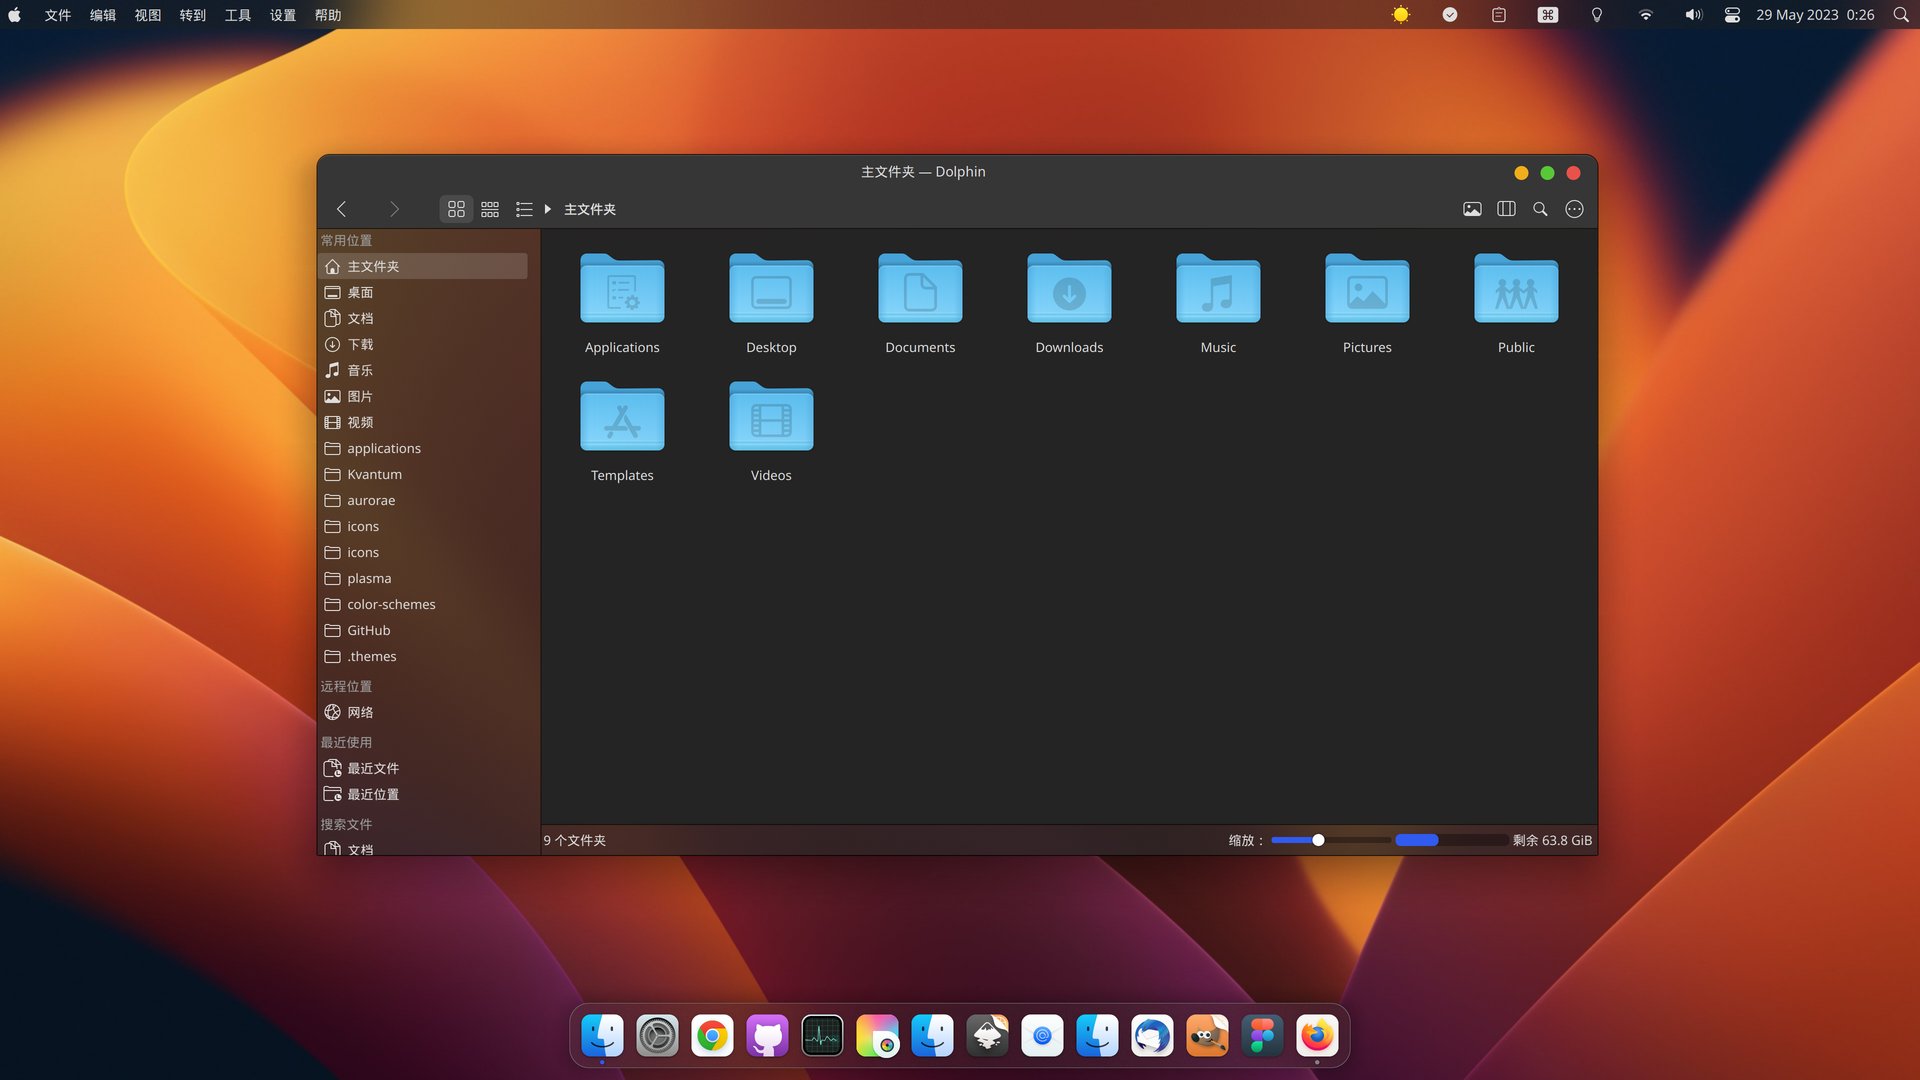 文件 编辑 视图 转到 工具 设置 帮助 29 May 2023 0:26
主文件夹 — Dolphin
主文件夹
常用位置
主文件夹
桌面
文档
下载
音乐
图片
视频
applications
Kvantum
aurorae
icons
icons
plasma
color-schemes
GitHub
.themes
远程位置
网络
最近使用
最近文件
最近位置
搜索文件
文档
Applications Desktop Documents Downloads Music Pictures Public
Templates Videos
9 个文件夹 缩放： 剩余 63.8 GiB